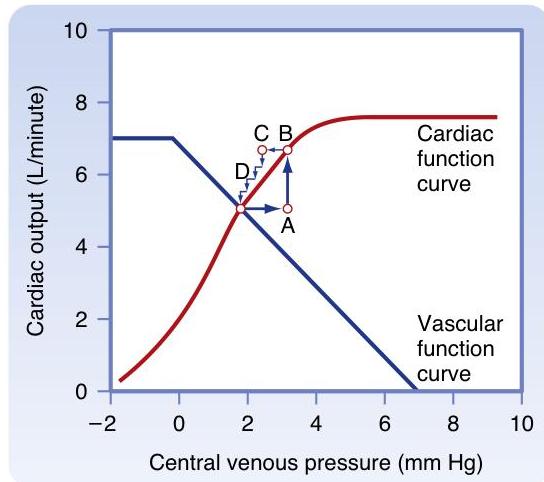 Cardiac output (L/minute)
10
8
6
4
2
0
C B
D
A
Cardiac
function
curve
Vascular
function
curve
−2 0 2 4 6 8 10
Central venous pressure (mm Hg)